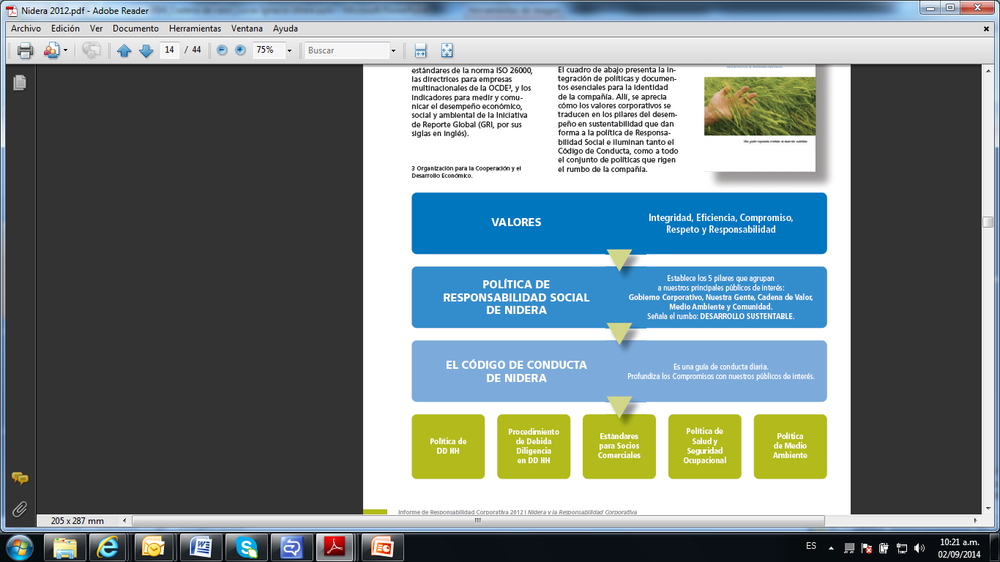 Nidera 2012.pdf - Adobe Reader
Archivo Edición Ver Documento Herramientas Ventana Ayuda
14 / 44 75% Buscar
estándares de la norma ISO 26000,
las directrices para empresas
multinacionales de la OCDE³, y los
indicadores para medir y comu-
nicar el desempeño económico,
social y ambiental de la Iniciativa
de Reporte Global (GRI, por sus
siglas en inglés).
3 Organización para la Cooperación y el
Desarrollo Económico.
El cuadro de abajo presenta la in-
tegración de políticas y documen-
tos esenciales para la identidad
de la compañía. Allí, se aprecia
cómo los valores corporativos se
traducen en los pilares del desem-
peño en sustentabilidad que dan
forma a la política de Responsa-
bilidad Social e iluminan tanto el
Código de Conducta, como a todo
el conjunto de políticas que rigen
el rumbo de la compañía.
VALORES
Integridad, Eficiencia, Compromiso,
Respeto y Responsabilidad
POLÍTICA DE
RESPONSABILIDAD SOCIAL
DE NIDERA
Establece los 5 pilares que agrupan
a nuestros principales públicos de interés:
Gobierno Corporativo, Nuestra Gente, Cadena de Valor,
Medio Ambiente y Comunidad.
Señala el rumbo: DESARROLLO SUSTENTABLE.
EL CÓDIGO DE CONDUCTA
DE NIDERA
Es una guía de conducta diaria.
Profundiza los Compromisos con nuestros públicos de interés.
Política de
DD HH
Procedimiento
de Debida
Diligencia
en DD HH
Estándares
para Socios
Comerciales
Política de
Salud y
Seguridad
Ocupacional
Política
de Medio
Ambiente
Informe de Responsabilidad Corporativa 2012 | Nidera y la Responsabilidad Corporativa
205 x 287 mm
ES
10:21 a.m.
02/09/2014